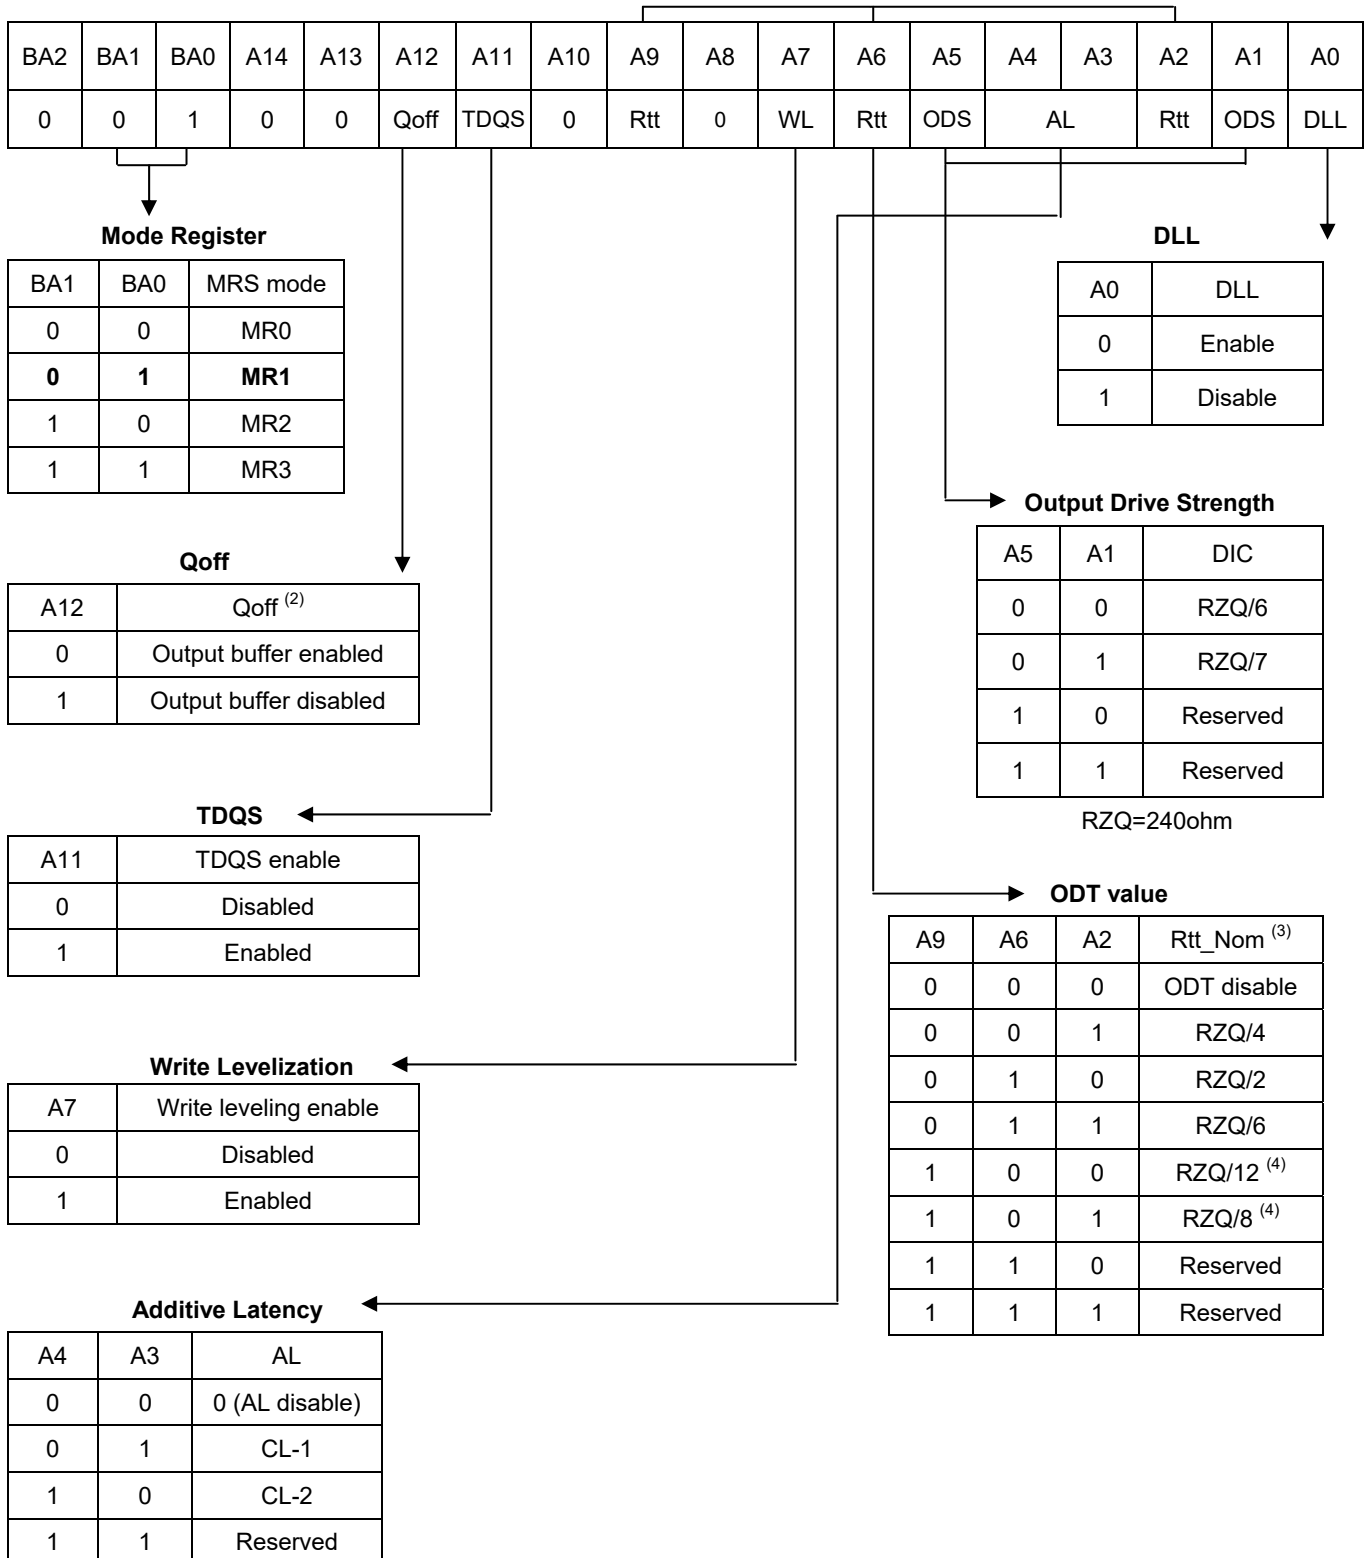 BA2 BA1 BA0 A14 A13 A12 A11 A10 A9 A8 A7 A6 A5 A4 A3 A2 A1 A0
0 0 1 0 0 Qoff TDQS 0 Rtt 0 WL Rtt ODS AL Rtt ODS DLL
Mode Register
BA1 BA0 MRS mode
0 0 MR0
0 1 MR1
1 0 MR2
1 1 MR3
Qoff
A12 Qoff (2)
0 Output buffer enabled
1 Output buffer disabled
TDQS
A11 TDQS enable
0 Disabled
1 Enabled
Write Levelization
A7 Write leveling enable
0 Disabled
1 Enabled
Additive Latency
A4 A3 AL
0 0 0 (AL disable)
0 1 CL-1
1 0 CL-2
1 1 Reserved
DLL
A0 DLL
0 Enable
1 Disable
Output Drive Strength
A5 A1 DIC
0 0 RZQ/6
0 1 RZQ/7
1 0 Reserved
1 1 Reserved
RZQ=240ohm
ODT value
A9 A6 A2 Rtt_Nom (3)
0 0 0 ODT disable
0 0 1 RZQ/4
0 1 0 RZQ/2
0 1 1 RZQ/6
1 0 0 RZQ/12 (4)
1 0 1 RZQ/8 (4)
1 1 0 Reserved
1 1 1 Reserved